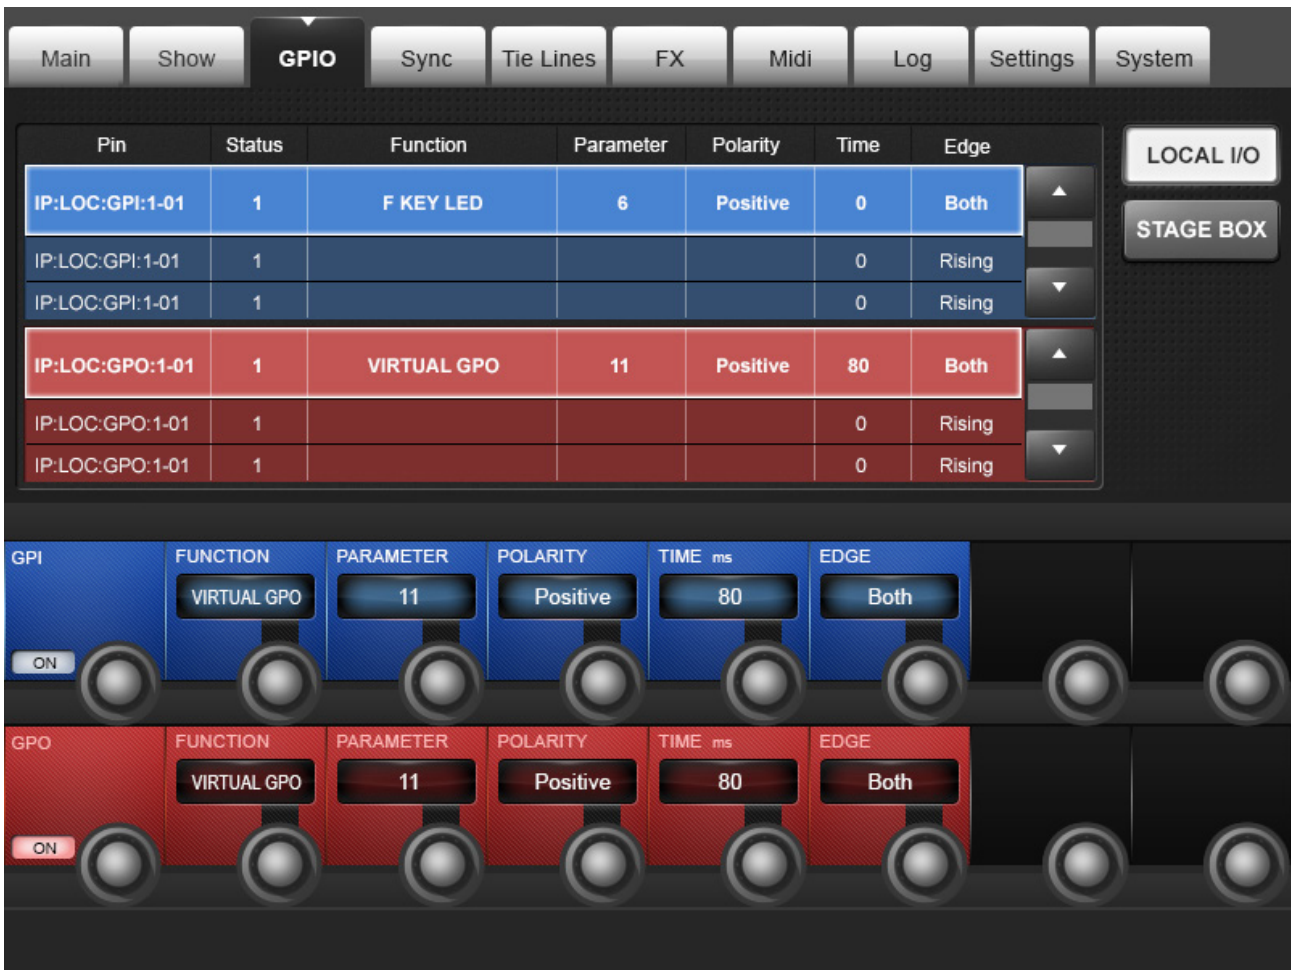 Main Show GPIO Sync Tie Lines FX Midi Log Settings System
Pin Status Function Parameter Polarity Time Edge
LOCAL I/O
IP:LOC:GPI:1-01 1 F KEY LED 6 Positive 0 Both
STAGE BOX
IP:LOC:GPI:1-01 1 0 Rising
IP:LOC:GPI:1-01 1 0 Rising
IP:LOC:GPO:1-01 1 VIRTUAL GPO 11 Positive 80 Both
IP:LOC:GPO:1-01 1 0 Rising
IP:LOC:GPO:1-01 1 0 Rising
GPI FUNCTION PARAMETER POLARITY TIME ms EDGE
VIRTUAL GPO 11 Positive 80 Both
ON
GPO FUNCTION PARAMETER POLARITY TIME ms EDGE
VIRTUAL GPO 11 Positive 80 Both
ON